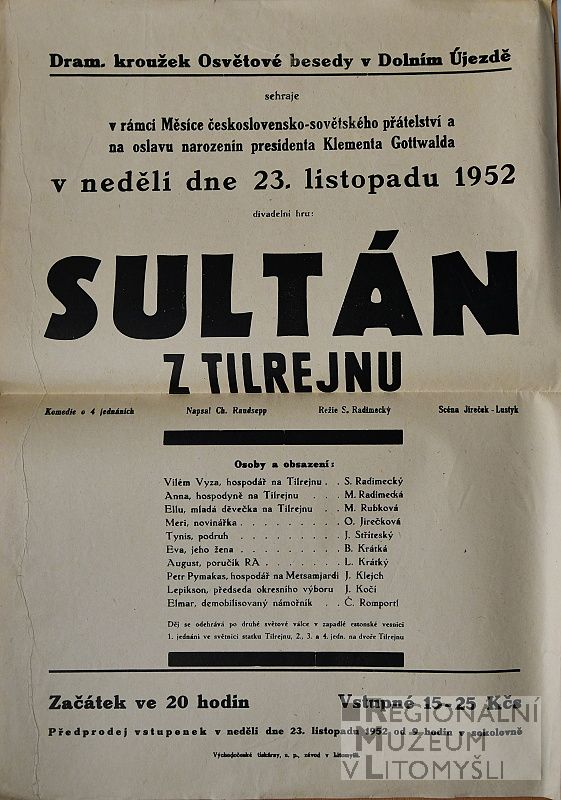 Dram. kroužek Osvětové besedy v Dolním Újezdě
sehraje
v rámci Měsíce československo-sovětského přátelství a
na oslavu narozenin presidenta Klementa Gottwalda
v neděli dne 23. listopadu 1952
divadelní hru:
SULTÁN
Z TILREJNU
Komedie o 4 jednáních Napsal Ch. Raudsepp Režie S. Radimecký Scéna Jireček - Lustyk
Osoby a obsazení:
Vilém Vyza, hospodář na Tilrejnu . . S. Radimecký
Anna, hospodyně na Tilrejnu . . . M. Radimecká
Ellu, mladá děvečka na Tilrejnu . . M. Rubková
Meri, novinářka . . . . . . . . . O. Jirečková
Tynis, podruh . . . . . . . . . . J. Stříteský
Eva, jeho žena . . . . . . . . . B. Krátká
August, poručík RA . . . . . . . L. Krátký
Petr Pymakas, hospodář na Metsamjardi J. Klejch
Lepikson, předseda okresního výboru J. Kočí
Elmar, demobilisovaný námořník . . Č. Romportl
Děj se odehrává po druhé světové válce v zapadlé estonské vesnici
1. jednání ve světnici statku Tilrejnu, 2., 3. a 4. jedn. na dvoře Tilrejnu
Začátek ve 20 hodin Vstupné 15-25 Kčs
Předprodej vstupenek v neděli dne 23. listopadu 1952 od 9 hodin v sokolovně
Východočeské tiskárny, n. p., závod v Litomyšli.
REGIONÁLNÍ
MUZEUM
V LITOMYŠLI